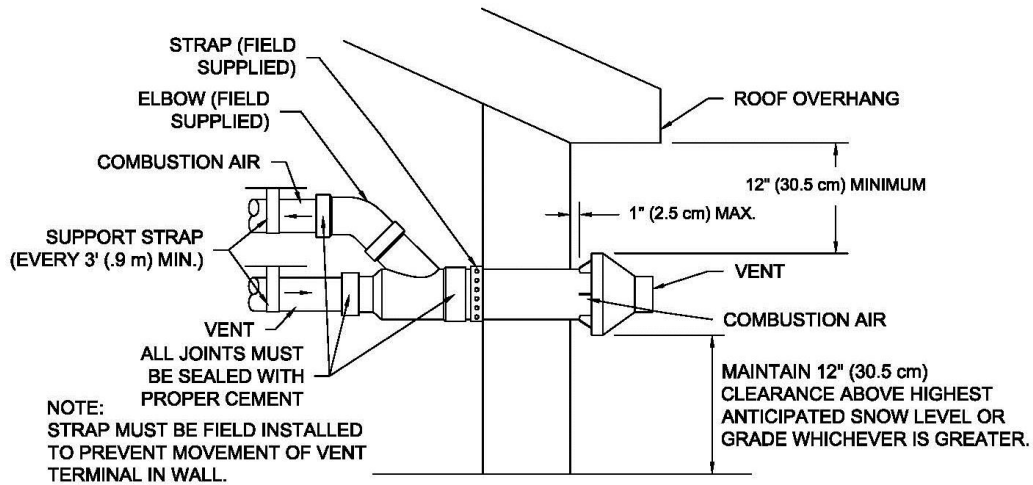 STRAP (FIELD
SUPPLIED)
ELBOW (FIELD
SUPPLIED)
COMBUSTION AIR
SUPPORT STRAP
(EVERY 3' (.9 m) MIN.)
VENT
ALL JOINTS MUST
BE SEALED WITH
PROPER CEMENT
NOTE:
STRAP MUST BE FIELD INSTALLED
TO PREVENT MOVEMENT OF VENT
TERMINAL IN WALL.
ROOF OVERHANG
12" (30.5 cm) MINIMUM
1" (2.5 cm) MAX.
VENT
COMBUSTION AIR
MAINTAIN 12" (30.5 cm)
CLEARANCE ABOVE HIGHEST
ANTICIPATED SNOW LEVEL OR
GRADE WHICHEVER IS GREATER.